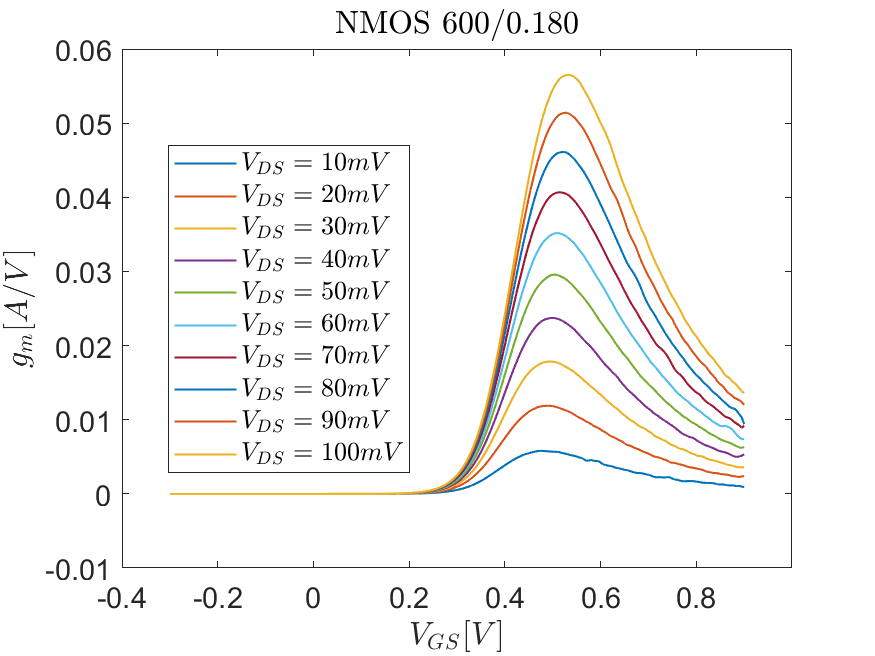 NMOS 600/0.180
0.06
0.05
0.04
0.03
0.02
0.01
0
-0.01
g_m[A/V]
V_DS = 10mV
V_DS = 20mV
V_DS = 30mV
V_DS = 40mV
V_DS = 50mV
V_DS = 60mV
V_DS = 70mV
V_DS = 80mV
V_DS = 90mV
V_DS = 100mV
-0.4 -0.2 0 0.2 0.4 0.6 0.8
V_GS[V]